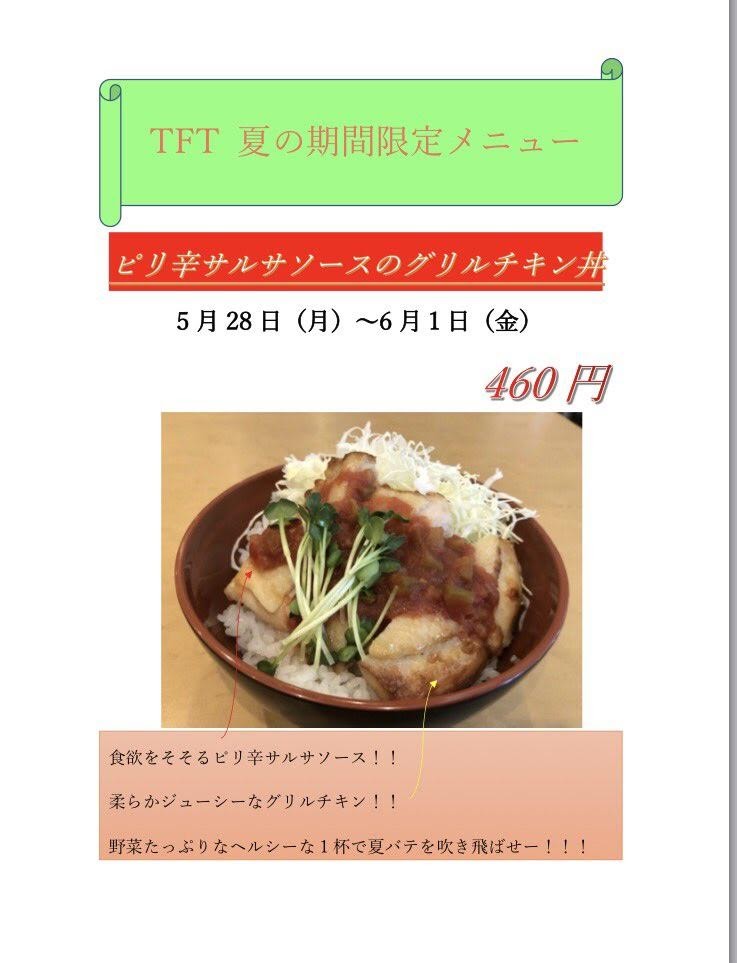 TFT 夏の期間限定メニュー
ピリ辛サルサソースのグリルチキン丼
5月28日（月）～6月1日（金）
460円
食欲をそそるピリ辛サルサソース！！
柔らかジューシーなグリルチキン！！
野菜たっぷりなヘルシーな１杯で夏バテを吹き飛ばせー！！！